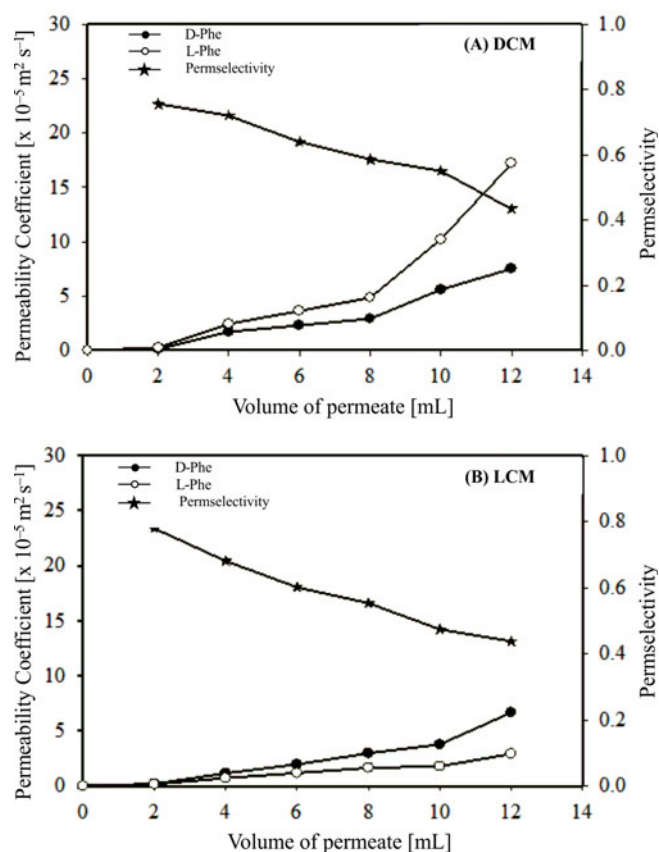 30
25
20
15
10
5
0
Permeability Coefficient [x 10⁻⁵ m² s⁻¹]
D-Phe
L-Phe
Permselectivity
(A) DCM
1.0
0.8
0.6
0.4
0.2
0.0
Permselectivity
0 2 4 6 8 10 12 14
Volume of permeate [mL]
30
25
20
15
10
5
0
Permeability Coefficient [x 10⁻⁵ m² s⁻¹]
D-Phe
L-Phe
Permselectivity
(B) LCM
1.0
0.8
0.6
0.4
0.2
0.0
Permselectivity
0 2 4 6 8 10 12 14
Volume of permeate [mL]